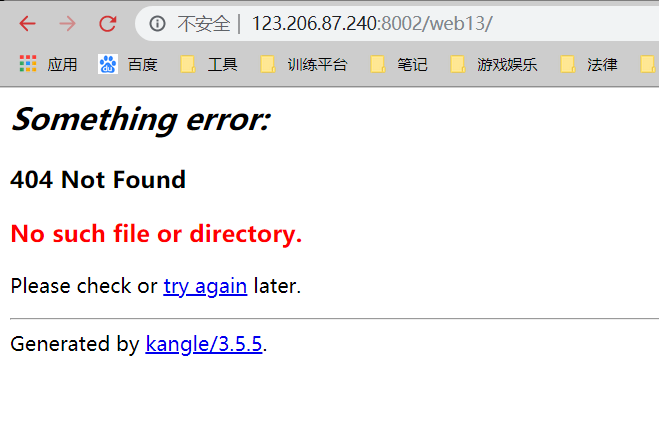 不安全 | 123.206.87.240:8002/web13/
应用 百度 工具 训练平台 笔记 游戏娱乐 法律
Something error:
404 Not Found
No such file or directory.
Please check or try again later.
Generated by kangle/3.5.5.